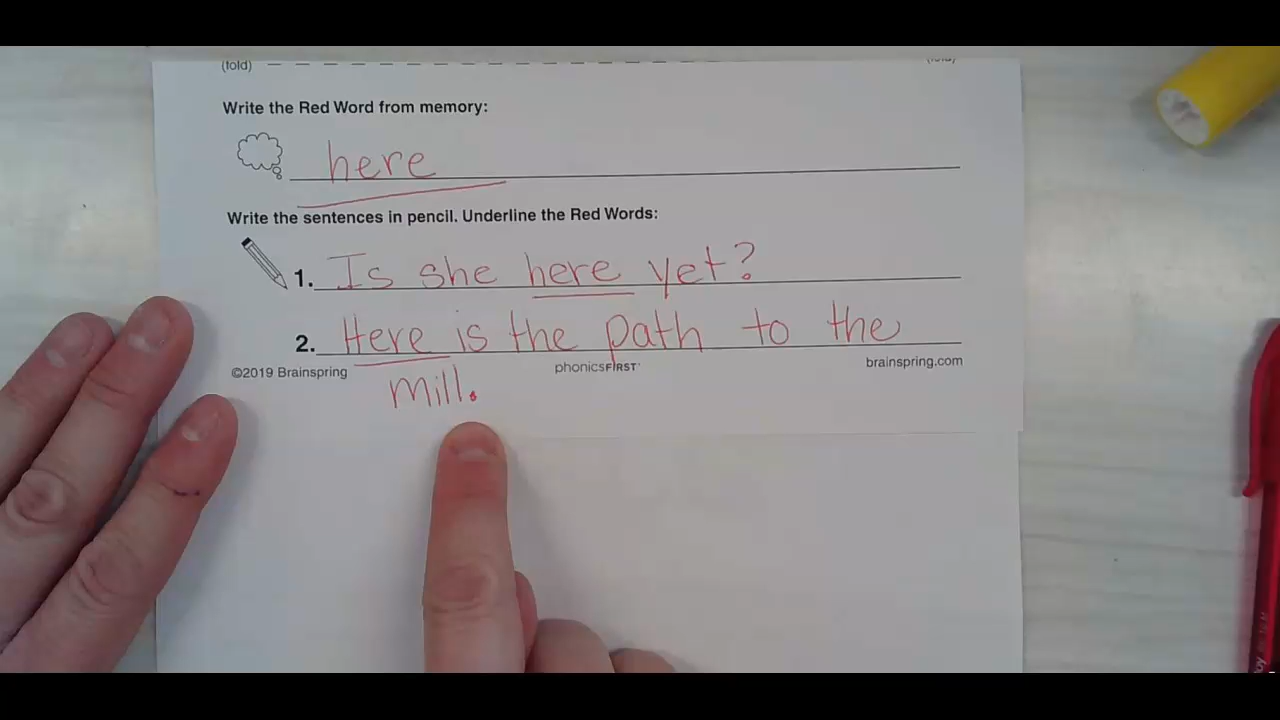 (fold)
Write the Red Word from memory:
here
Write the sentences in pencil. Underline the Red Words:
1. Is she here yet?
2. Here is the path to the
©2019 Brainspring phonicsFIRST brainspring.com
mill.